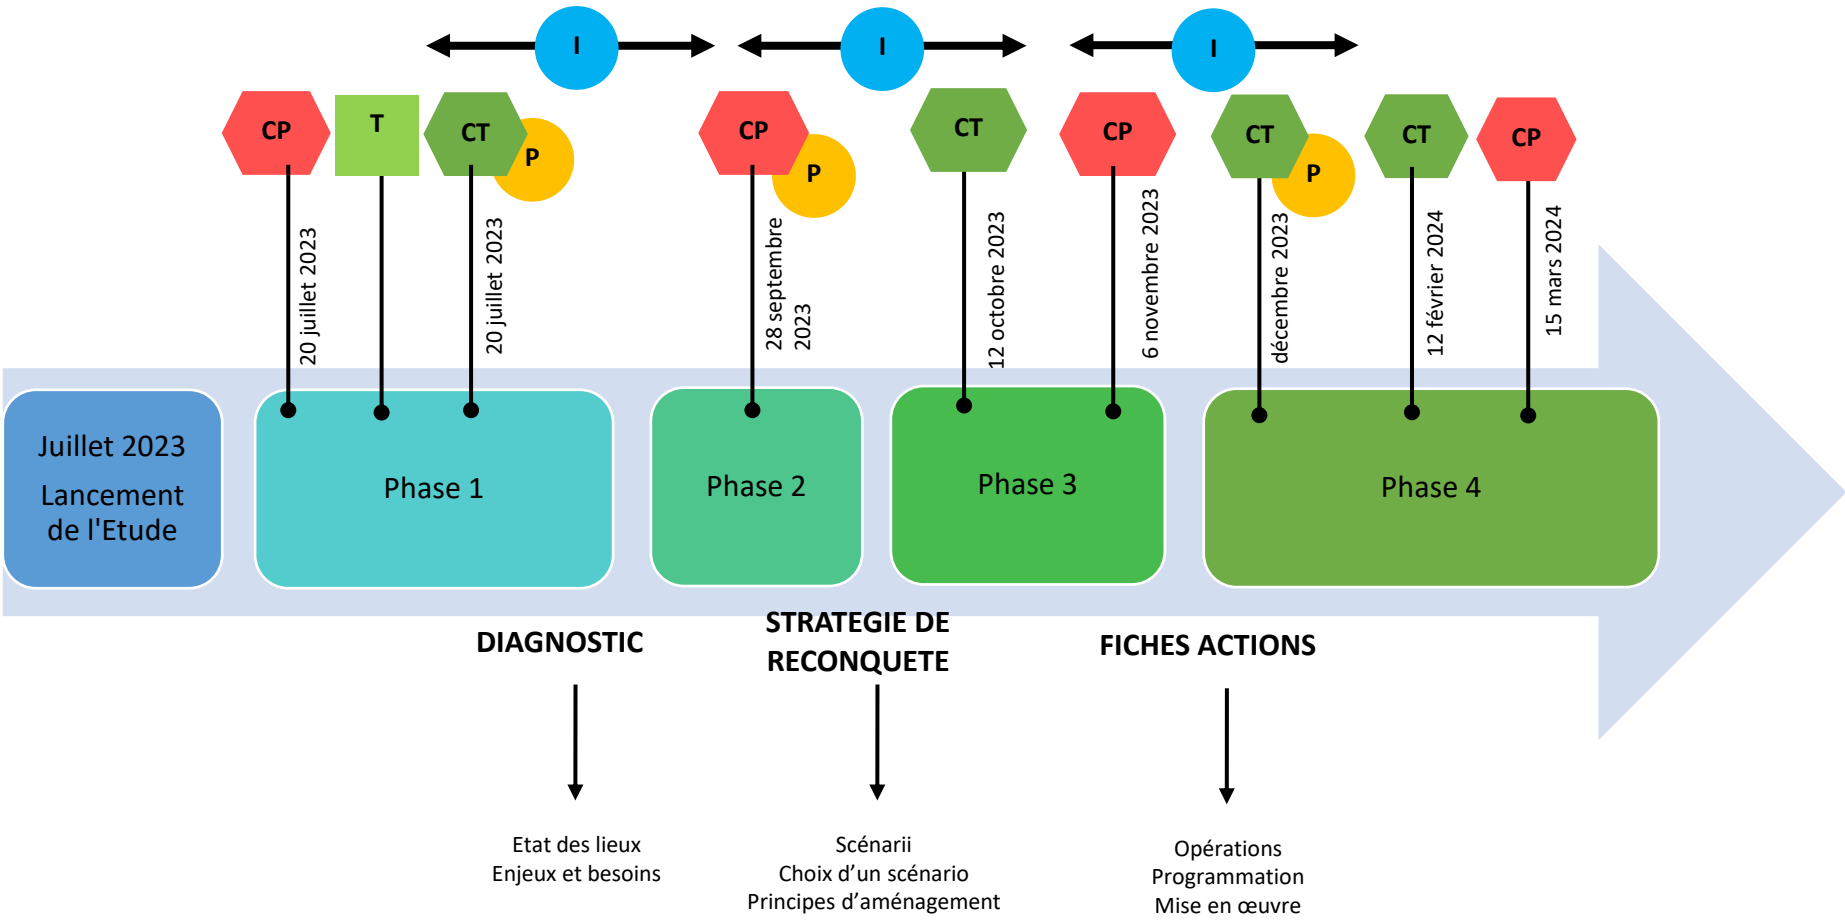 I
I
I
CP
T
CT
P
CP
P
CT
CP
CT
P
CT
CP
20 juillet 2023
20 juillet 2023
28 septembre
2023
12 octobre 2023
6 novembre 2023
décembre 2023
12 février 2024
15 mars 2024
Juillet 2023
Lancement
de l'Etude
Phase 1
Phase 2
Phase 3
Phase 4
DIAGNOSTIC
STRATEGIE DE
RECONQUETE
FICHES ACTIONS
Etat des lieux
Enjeux et besoins
Scénarii
Choix d’un scénario
Principes d’aménagement
Opérations
Programmation
Mise en œuvre